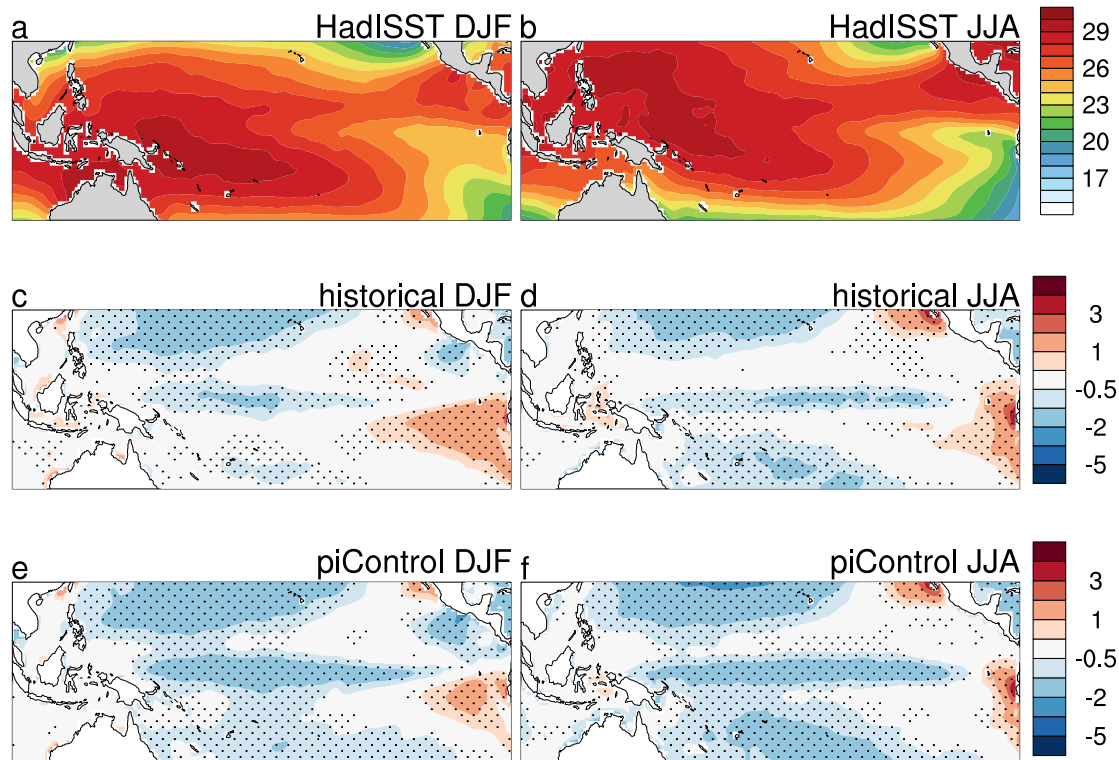 a HadISST DJF
b HadISST JJA
29
26
23
20
17
c historical DJF
d historical JJA
3
1
-0.5
-2
-5
e piControl DJF
f piControl JJA
3
1
-0.5
-2
-5